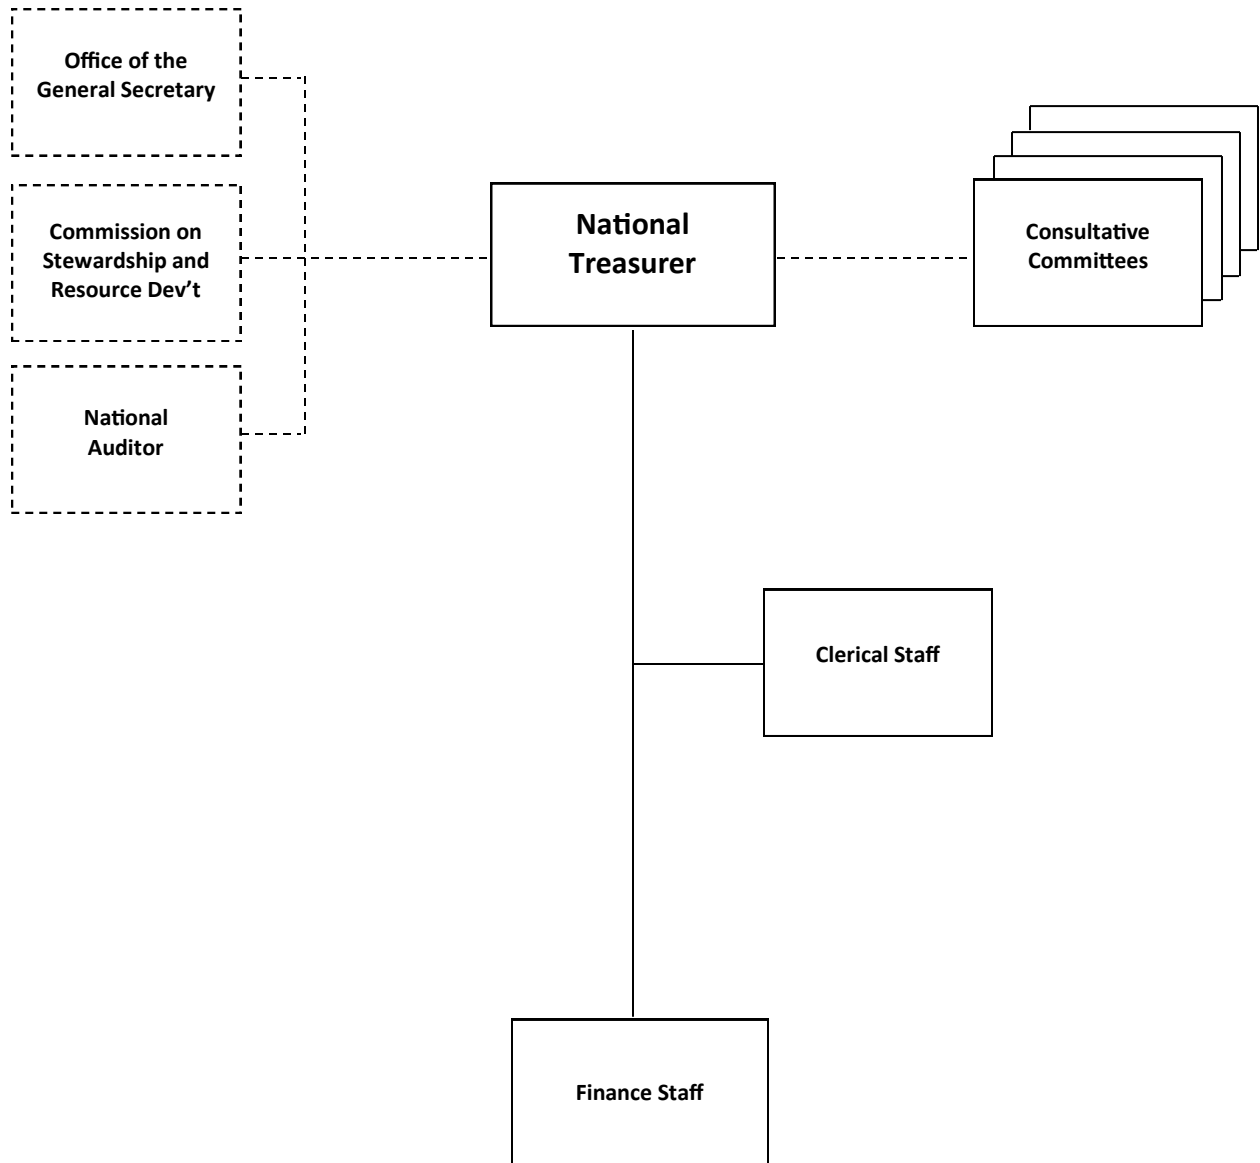 Office of the
General Secretary
Commission on
Stewardship and
Resource Dev’t
National
Auditor
National
Treasurer
Consultative
Committees
Clerical Staff
Finance Staff